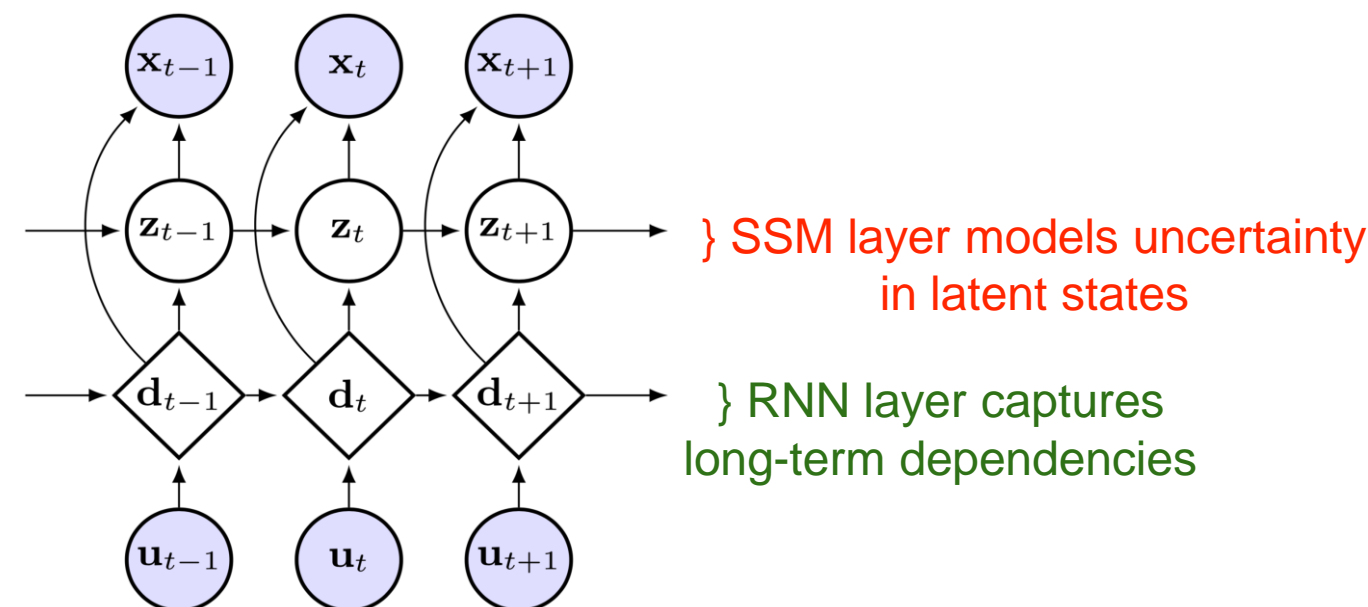 x_{t−1} x_t x_{t+1}
z_{t−1} z_t z_{t+1} } SSM layer models uncertainty
in latent states
d_{t−1} d_t d_{t+1} } RNN layer captures
long-term dependencies
u_{t−1} u_t u_{t+1}